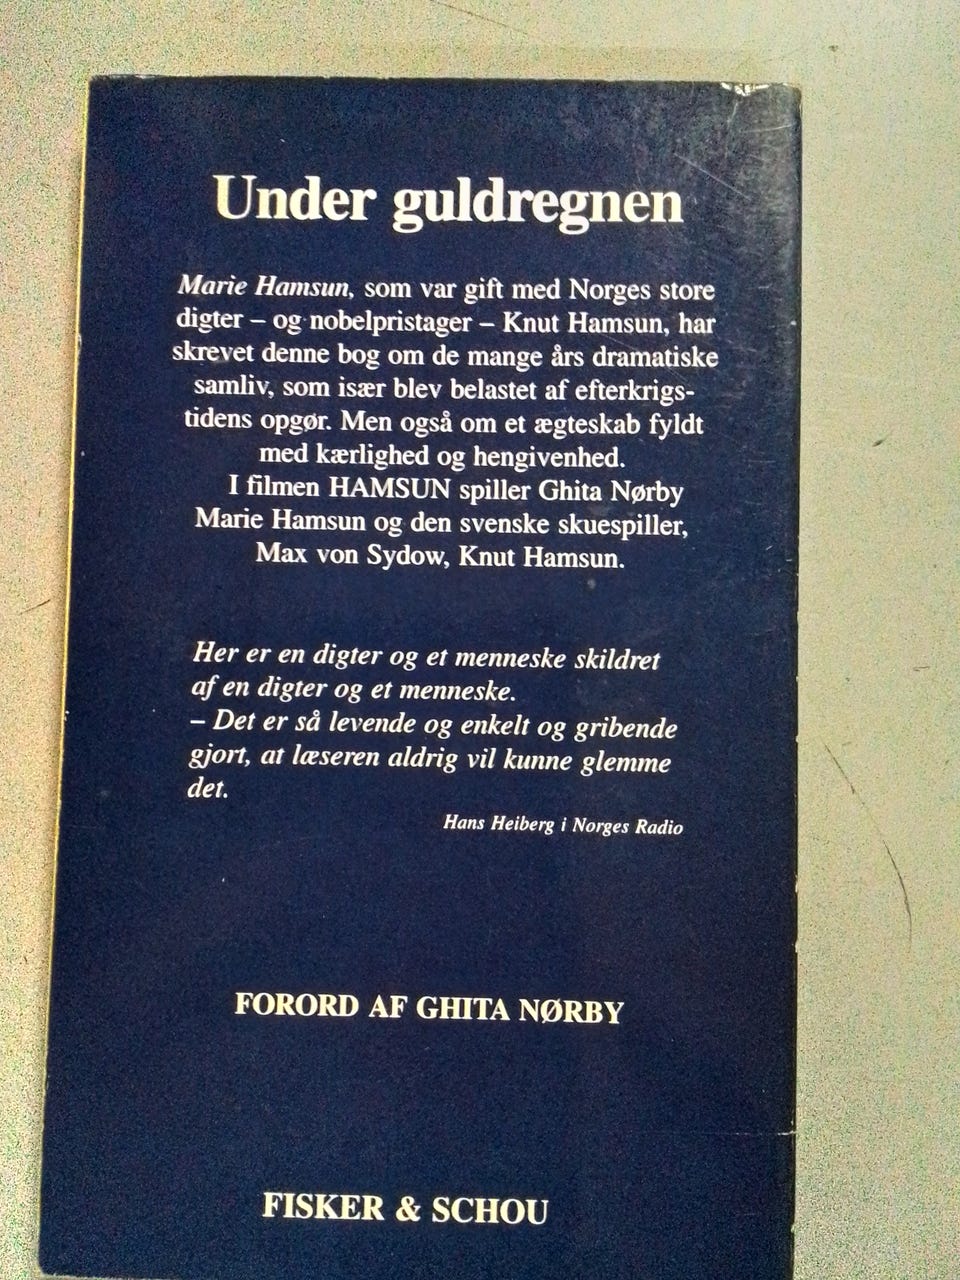 Under guldregnen
Marie Hamsun, som var gift med Norges store
digter – og nobelpristager – Knut Hamsun, har
skrevet denne bog om de mange års dramatiske
samliv, som især blev belastet af efterkrigs-
tidens opgør. Men også om et ægteskab fyldt
med kærlighed og hengivenhed.
I filmen HAMSUN spiller Ghita Nørby
Marie Hamsun og den svenske skuespiller,
Max von Sydow, Knut Hamsun.
Her er en digter og et menneske skildret
af en digter og et menneske.
– Det er så levende og enkelt og gribende
gjort, at læseren aldrig vil kunne glemme
det.
Hans Heiberg i Norges Radio
FORORD AF GHITA NØRBY
FISKER & SCHOU